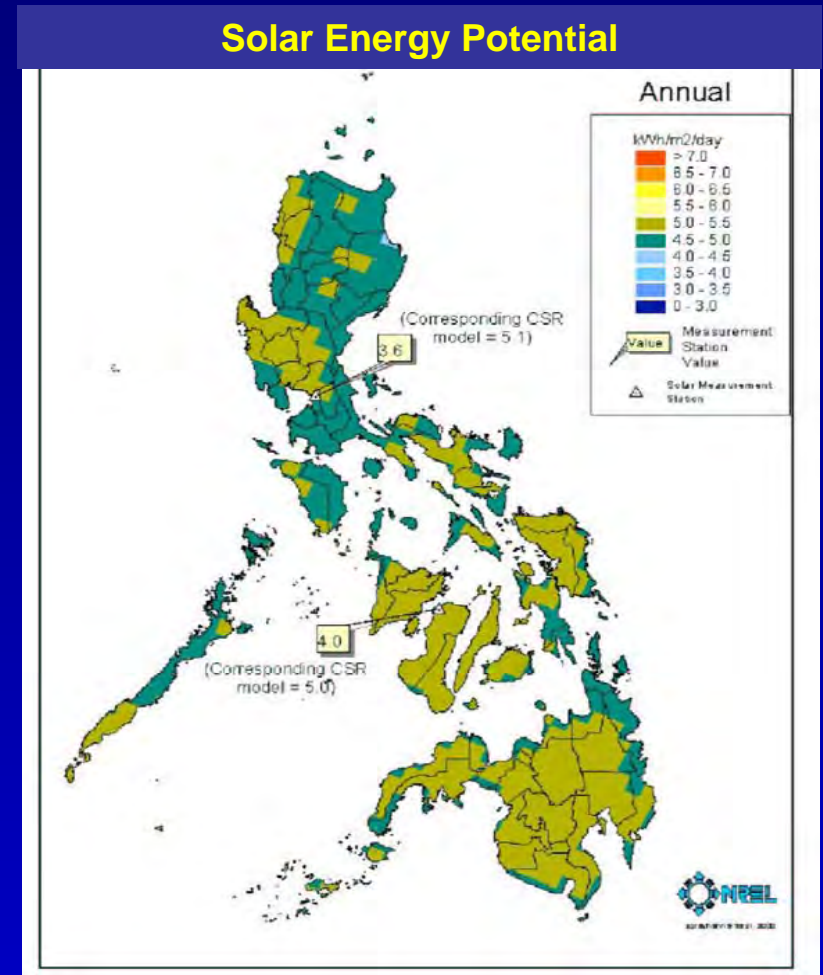 Solar Energy Potential
Annual
kWh/m2/day
> 7.0
6.5 - 7.0
6.0 - 6.5
5.5 - 6.0
5.0 - 5.5
4.5 - 5.0
4.0 - 4.5
3.5 - 4.0
3.0 - 3.5
0 - 3.0
Value
Measurement
Station
Value
Solar Measurement
Station
(Corresponding CSR
model = 5.1)
3.6
4.0
(Corresponding CSR
model = 5.0)
NREL